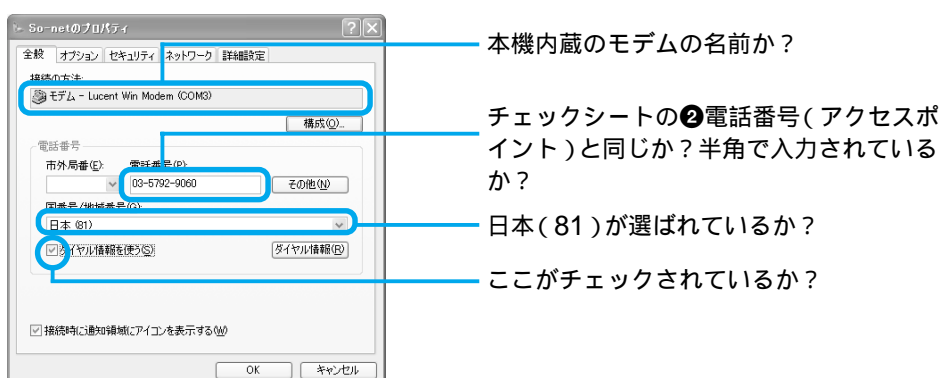 So-netのプロパティ
全般 オプション セキュリティ ネットワーク 詳細設定
接続の方法:
モデム - Lucent Win Modem (COM3)
構成(O)...
電話番号
市外局番(E): 電話番号(P):
03-5792-9060 その他(N)
国番号/地域番号(G):
日本 (81)
ダイヤル情報を使う(S) ダイヤル情報(R)
接続時に通知領域にアイコンを表示する(W)
OK キャンセル
本機内蔵のモデムの名前か？
チェックシートの❷電話番号(アクセスポ
イント)と同じか？半角で入力されている
か？
日本(81)が選ばれているか？
ここがチェックされているか？